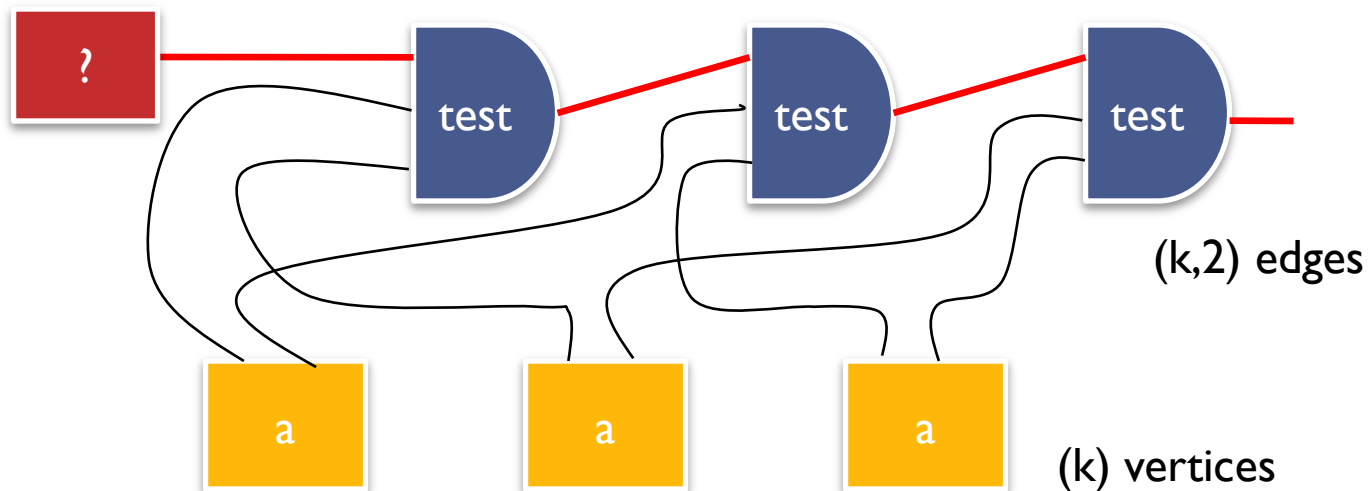 ?
test
test
test
(k,2) edges
a
a
a
(k) vertices